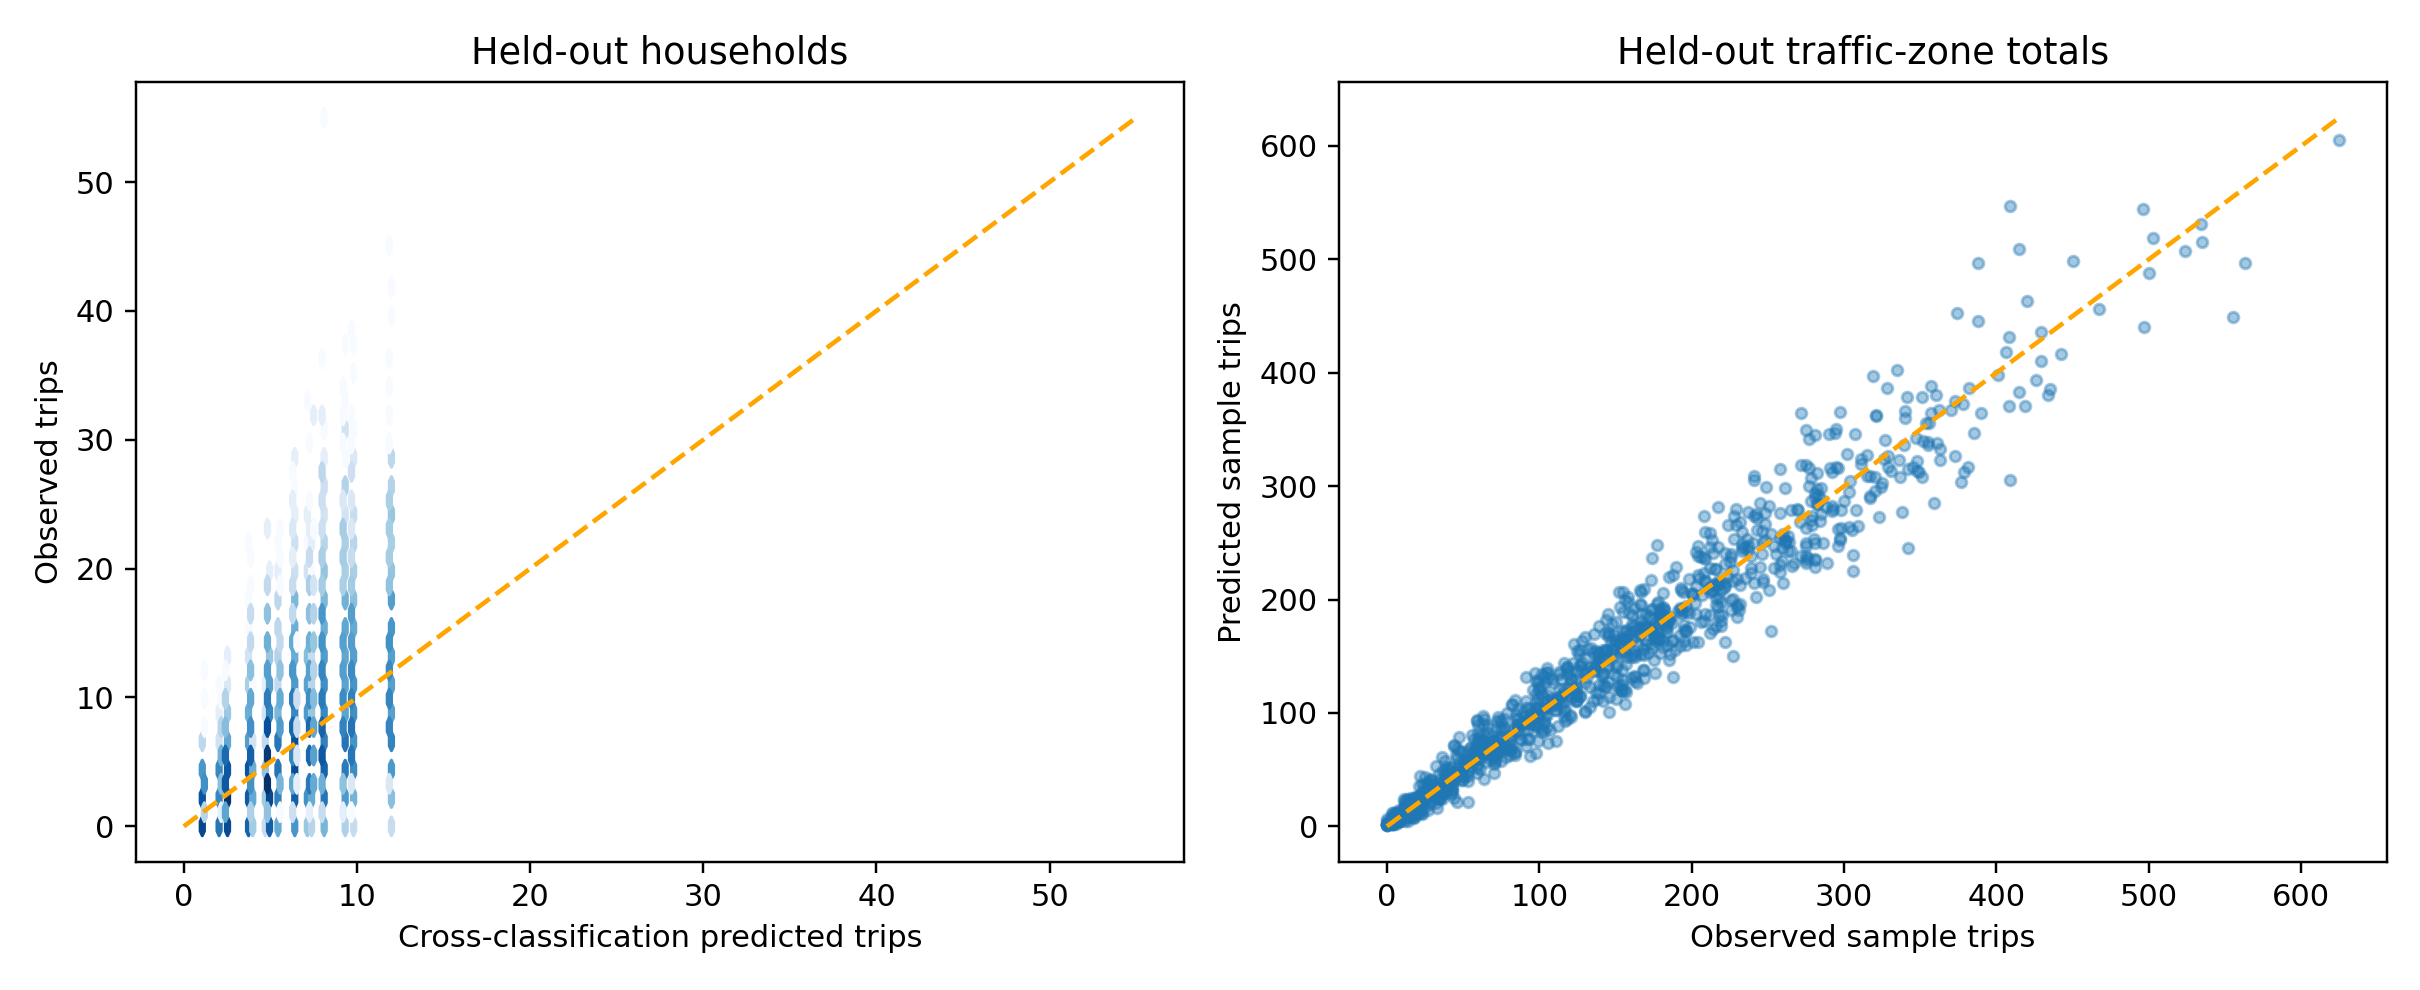 Held-out households
Observed trips
50
40
30
20
10
0
0 10 20 30 40 50
Cross-classification predicted trips
Held-out traffic-zone totals
Predicted sample trips
600
500
400
300
200
100
0
0 100 200 300 400 500 600
Observed sample trips